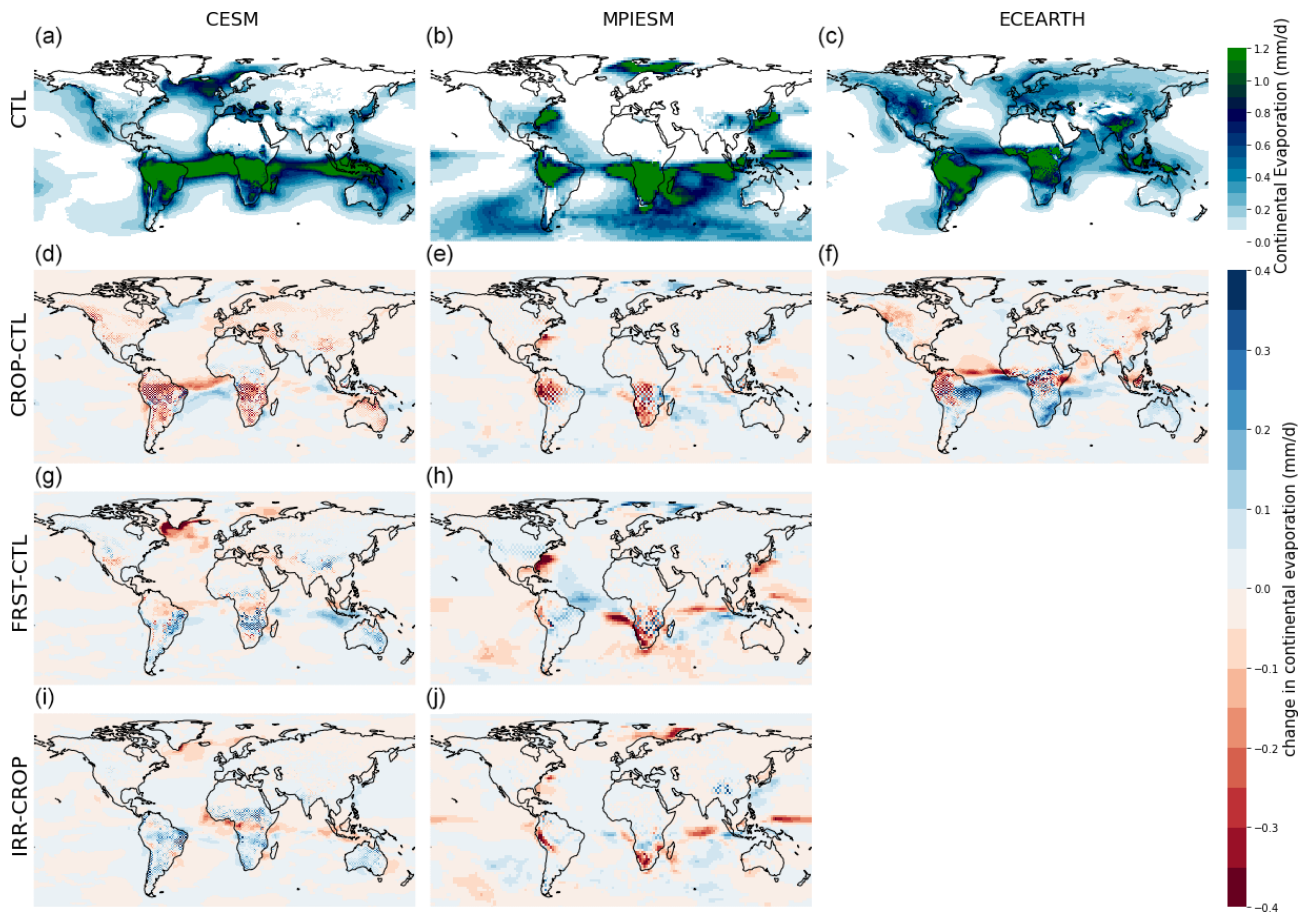 CESM MPIESM ECEARTH
(a) (b) (c)
CTL
1.2
1.0
0.8
0.6
0.4
0.2
0.0
Continental Evaporation (mm/d)
(d) (e) (f)
CROP-CTL
(g) (h)
FRST-CTL
(i) (j)
IRR-CROP
0.4
0.3
0.2
0.1
0.0
−0.1
−0.2
−0.3
−0.4
change in continental evaporation (mm/d)